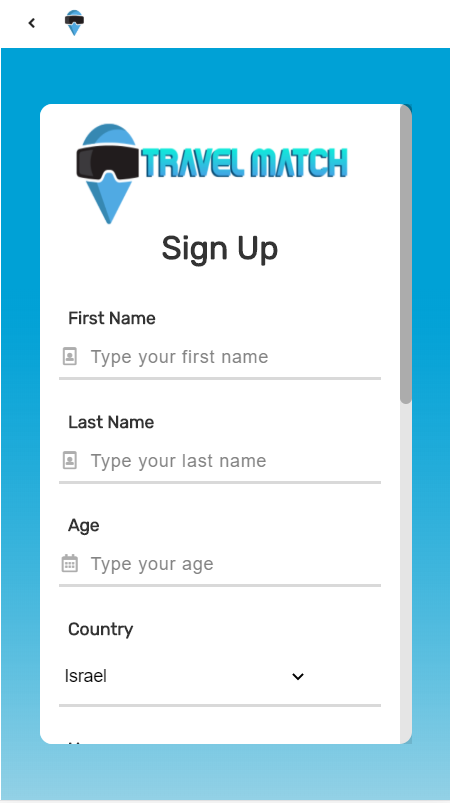 TRAVEL MATCH
Sign Up
First Name
Type your first name
Last Name
Type your last name
Age
Type your age
Country
Israel